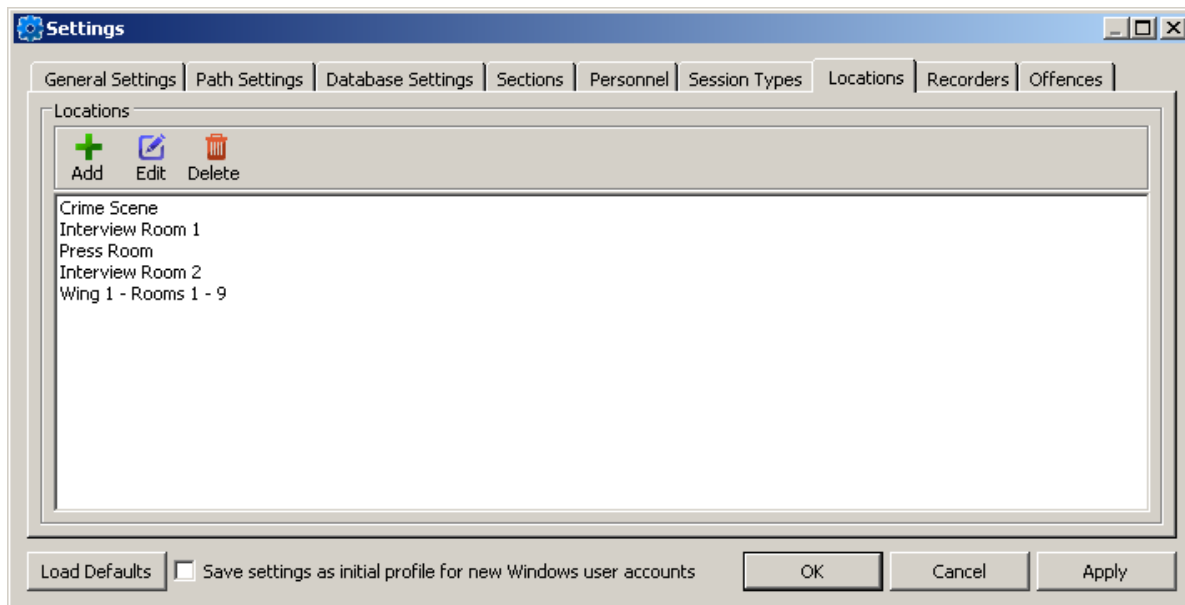 Settings
General Settings Path Settings Database Settings Sections Personnel Session Types Locations Recorders Offences
Locations
Add Edit Delete
Crime Scene
Interview Room 1
Press Room
Interview Room 2
Wing 1 - Rooms 1 - 9
Load Defaults Save settings as initial profile for new Windows user accounts OK Cancel Apply